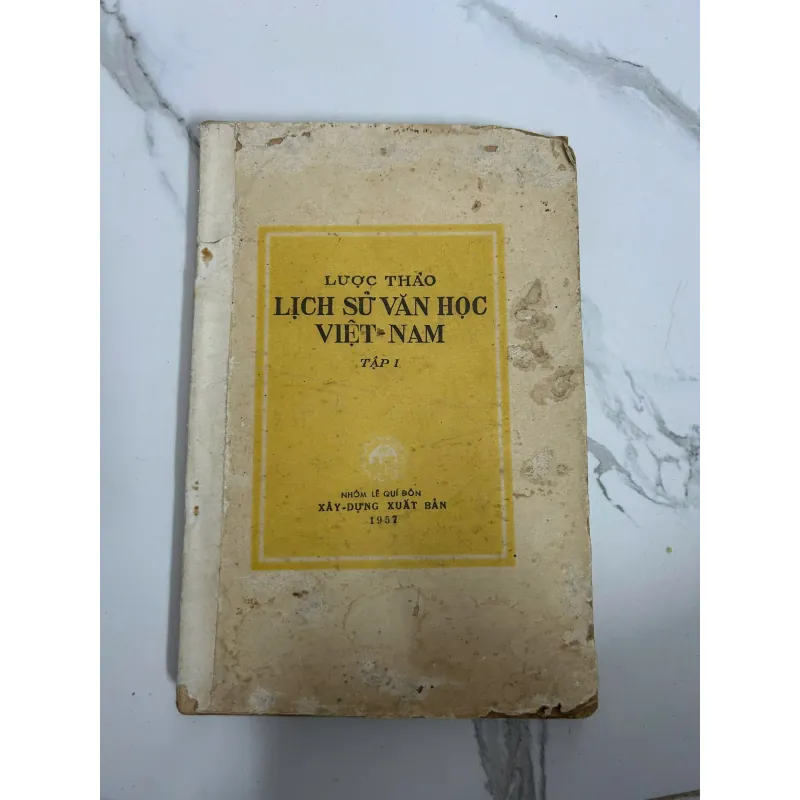 LƯỢC THẢO
LỊCH SỬ VĂN HỌC
VIỆT-NAM
TẬP I
NHÓM LÊ QUÍ ĐÔN
XÂY-DỰNG XUẤT BẢN
1957